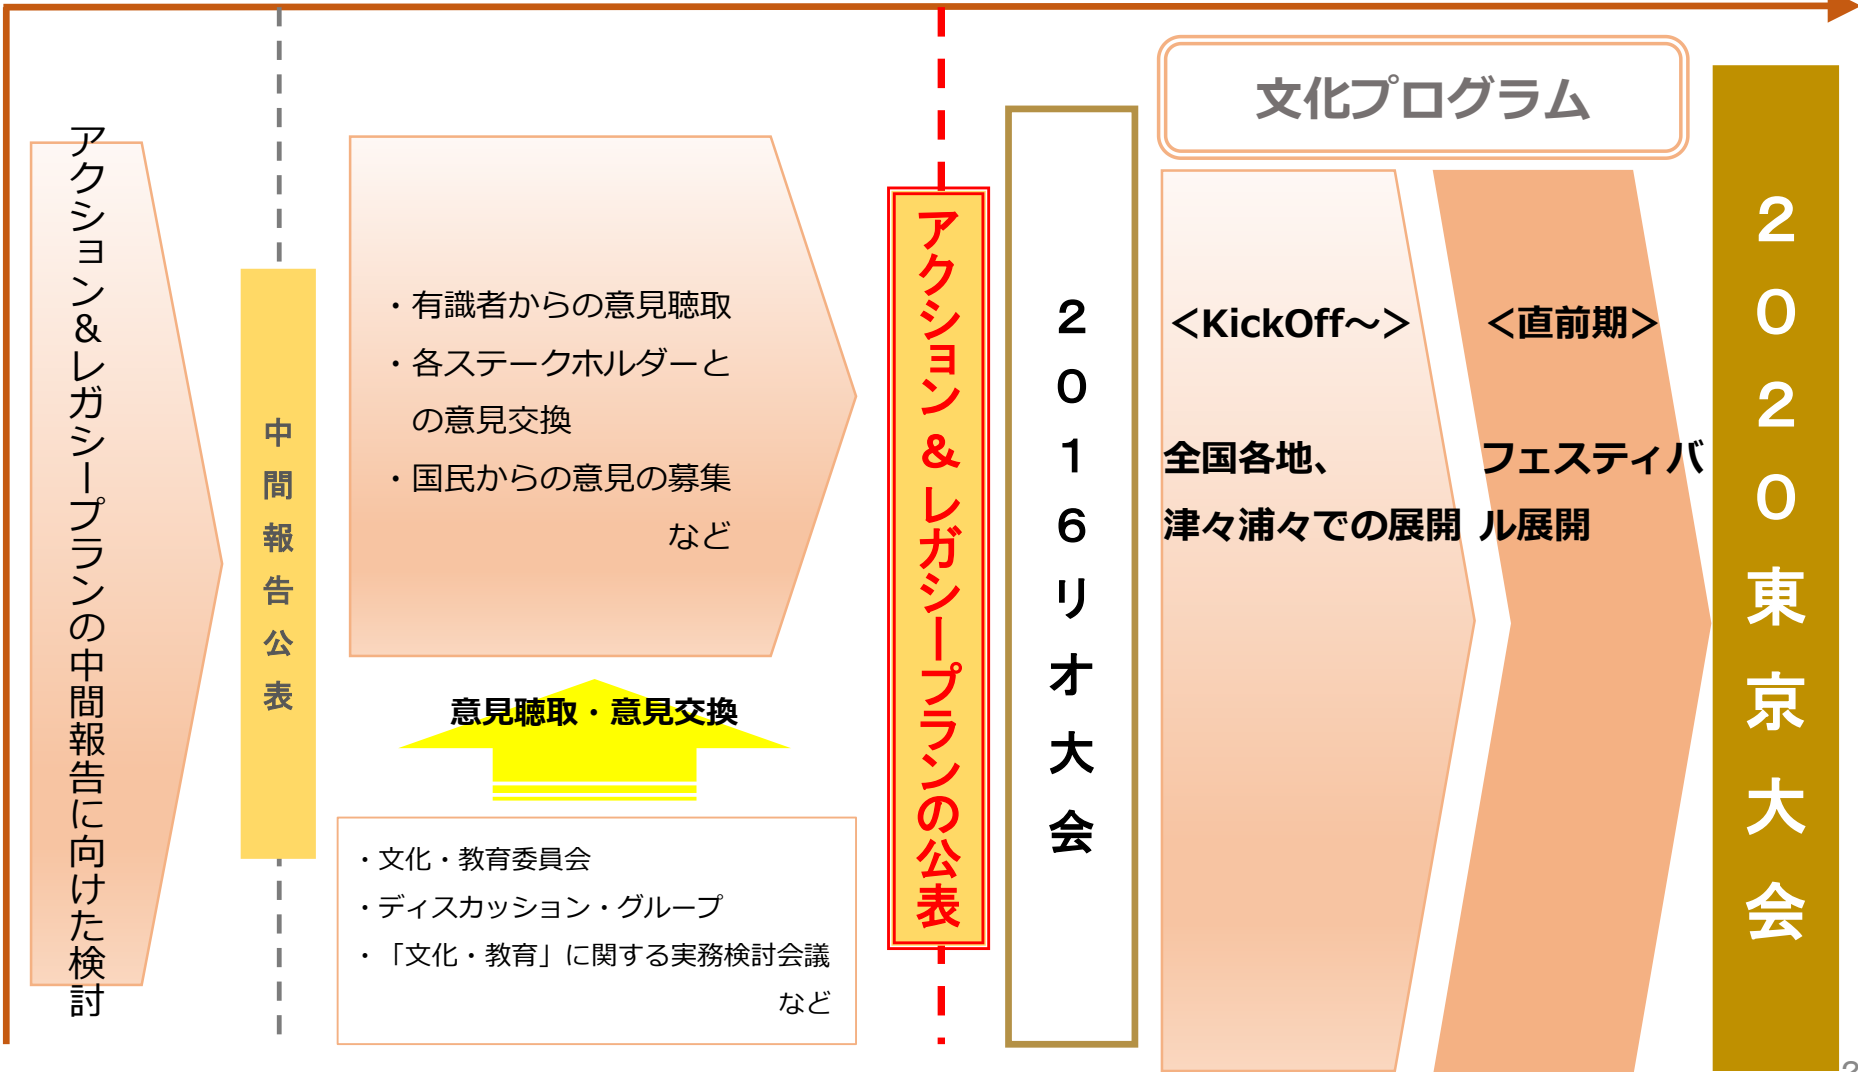 アクション&レガシープランの中間報告に向けた検討
中間報告公表
・有識者からの意見聴取
・各ステークホルダーと
の意見交換
・国民からの意見の募集
など
意見聴取・意見交換
・文化・教育委員会
・ディスカッション・グループ
・「文化・教育」に関する実務検討会議
など
アクション&レガシープランの公表
２０１６リオ大会
文化プログラム
＜KickOff～＞
全国各地、
津々浦々での展開
＜直前期＞
フェスティバ
ル展開
２０２０東京大会